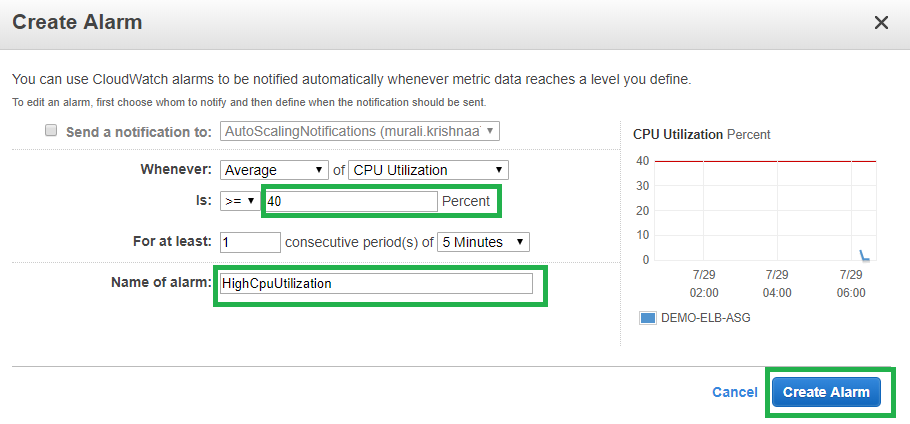 Create Alarm
You can use CloudWatch alarms to be notified automatically whenever metric data reaches a level you define.
To edit an alarm, first choose whom to notify and then define when the notification should be sent.
Send a notification to: AutoScalingNotifications (murali.krishnaa
Whenever: Average of CPU Utilization
Is: >= 40 Percent
For at least: 1 consecutive period(s) of 5 Minutes
Name of alarm: HighCpuUtilization
CPU Utilization Percent
40
30
20
10
0
7/29 7/29 7/29
02:00 04:00 06:00
DEMO-ELB-ASG
Cancel Create Alarm